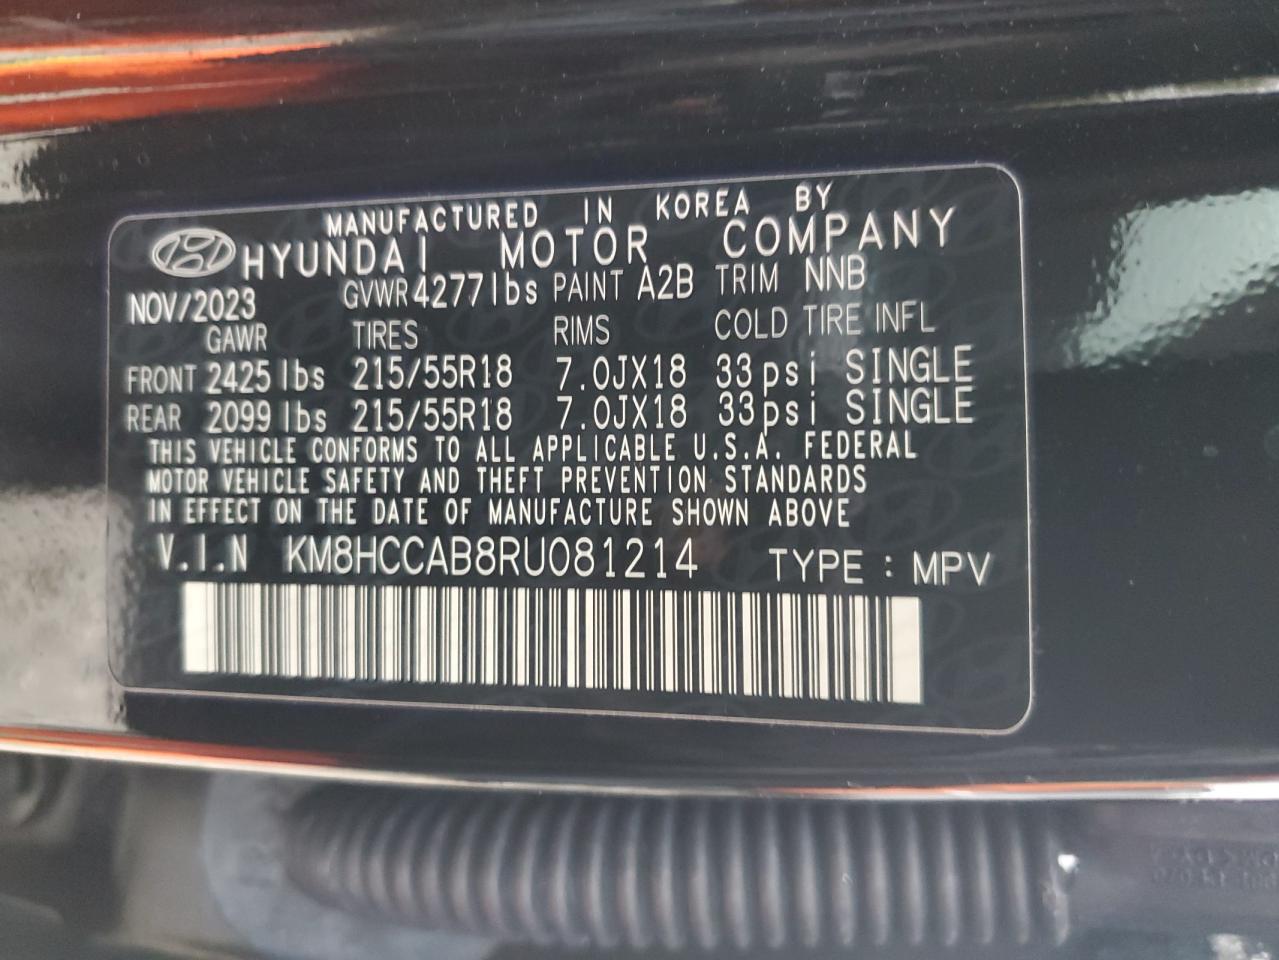 MANUFACTURED IN KOREA BY
HYUNDAI MOTOR COMPANY
NOV/2023 GVWR 4277lbs PAINT A2B TRIM NNB
GAWR TIRES RIMS COLD TIRE INFL
FRONT 2425 lbs 215/55R18 7.0JX18 33psi SINGLE
REAR 2099 lbs 215/55R18 7.0JX18 33psi SINGLE
THIS VEHICLE CONFORMS TO ALL APPLICABLE U.S.A. FEDERAL
MOTOR VEHICLE SAFETY AND THEFT PREVENTION STANDARDS
IN EFFECT ON THE DATE OF MANUFACTURE SHOWN ABOVE
V.I.N KM8HCCAB8RU081214 TYPE : MPV